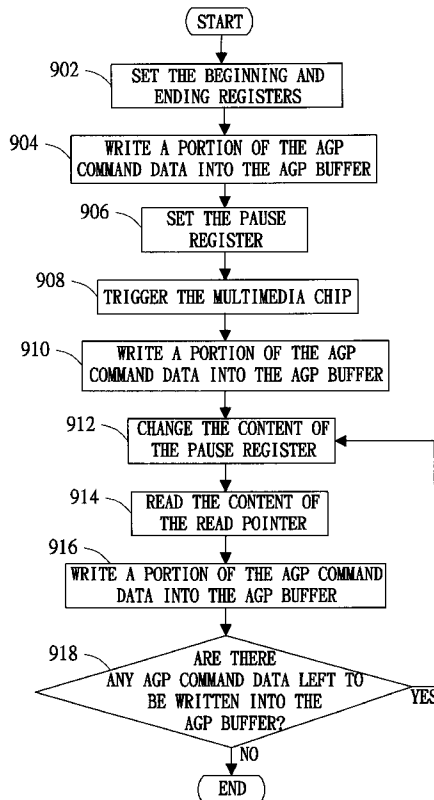 START
902
SET THE BEGINNING AND
ENDING REGISTERS
904
WRITE A PORTION OF THE AGP
COMMAND DATA INTO THE AGP BUFFER
906
SET THE PAUSE
REGISTER
908
TRIGGER THE MULTIMEDIA CHIP
910
WRITE A PORTION OF THE AGP
COMMAND DATA INTO THE AGP BUFFER
912
CHANGE THE CONTENT OF
THE PAUSE REGISTER
914
READ THE CONTENT OF
THE READ POINTER
916
WRITE A PORTION OF THE AGP COMMAND
DATA INTO THE AGP BUFFER
918
ARE THERE
ANY AGP COMMAND DATA LEFT TO
BE WRITTEN INTO THE
AGP BUFFER?
YES
NO
END